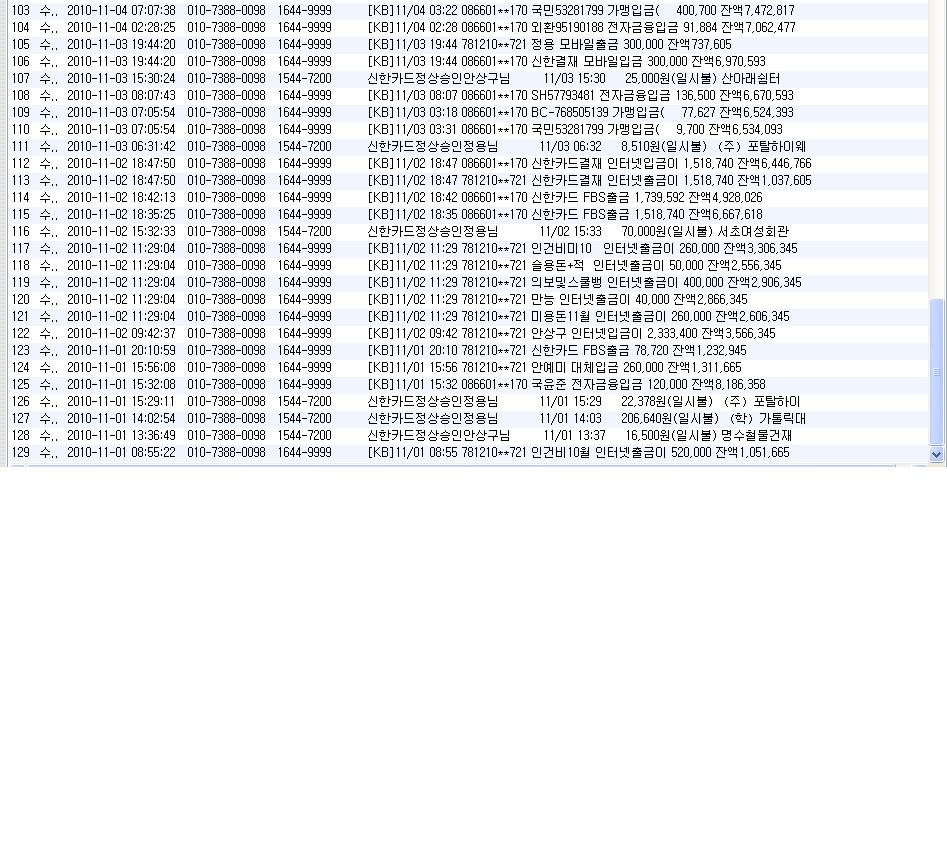 103 수.. 2010-11-04 07:07:38 010-7388-0098 1644-9999 [KB]11/04 03:22 086601**170 국민53281799 가맹입금( 400,700 잔액7,472,817
104 수.. 2010-11-04 02:28:25 010-7388-0098 1644-9999 [KB]11/04 02:28 086601**170 외환95190188 전자금융입금 91,884 잔액7,062,477
105 수.. 2010-11-03 19:44:20 010-7388-0098 1644-9999 [KB]11/03 19:44 781210**721 정용 모바일출금 300,000 잔액737,605
106 수.. 2010-11-03 19:44:20 010-7388-0098 1644-9999 [KB]11/03 19:44 086601**170 신한결재 모바일입금 300,000 잔액6,970,593
107 수.. 2010-11-03 15:30:24 010-7388-0098 1544-7200 신한카드정상승인안상구님 11/03 15:30 25,000원(일시불) 산아래쉼터
108 수.. 2010-11-03 08:07:43 010-7388-0098 1644-9999 [KB]11/03 08:07 086601**170 SH57793481 전자금융입금 136,500 잔액6,670,593
109 수.. 2010-11-03 07:05:54 010-7388-0098 1644-9999 [KB]11/03 03:18 086601**170 BC-768505139 가맹입금( 77,627 잔액6,524,393
110 수.. 2010-11-03 07:05:54 010-7388-0098 1644-9999 [KB]11/03 03:31 086601**170 국민53281799 가맹입금( 9,700 잔액6,534,093
111 수.. 2010-11-03 06:31:42 010-7388-0098 1544-7200 신한카드정상승인정용님 11/03 06:32 8,510원(일시불) (주) 포탈하이웨
112 수.. 2010-11-02 18:47:50 010-7388-0098 1644-9999 [KB]11/02 18:47 086601**170 신한카드결재 인터넷입금이 1,518,740 잔액6,446,766
113 수.. 2010-11-02 18:47:50 010-7388-0098 1644-9999 [KB]11/02 18:47 781210**721 신한카드결재 인터넷출금이 1,518,740 잔액1,037,605
114 수.. 2010-11-02 18:42:13 010-7388-0098 1644-9999 [KB]11/02 18:42 086601**170 신한카드 FBS출금 1,739,592 잔액4,928,026
115 수.. 2010-11-02 18:35:25 010-7388-0098 1644-9999 [KB]11/02 18:35 086601**170 신한카드 FBS출금 1,518,740 잔액6,667,618
116 수.. 2010-11-02 15:32:33 010-7388-0098 1544-7200 신한카드정상승인정용님 11/02 15:33 70,000원(일시불) 서초여성회관
117 수.. 2010-11-02 11:29:04 010-7388-0098 1644-9999 [KB]11/02 11:29 781210**721 인건비미10 인터넷출금이 260,000 잔액3,306,345
118 수.. 2010-11-02 11:29:04 010-7388-0098 1644-9999 [KB]11/02 11:29 781210**721 슬용돈+적 인터넷출금이 50,000 잔액2,556,345
119 수.. 2010-11-02 11:29:04 010-7388-0098 1644-9999 [KB]11/02 11:29 781210**721 의보및스쿨뱅 인터넷출금이 400,000 잔액2,906,345
120 수.. 2010-11-02 11:29:04 010-7388-0098 1644-9999 [KB]11/02 11:29 781210**721 만능 인터넷출금이 40,000 잔액2,866,345
121 수.. 2010-11-02 11:29:04 010-7388-0098 1644-9999 [KB]11/02 11:29 781210**721 미용돈11월 인터넷출금이 260,000 잔액2,606,345
122 수.. 2010-11-02 09:42:37 010-7388-0098 1644-9999 [KB]11/02 09:42 781210**721 안상구 인터넷입금이 2,333,400 잔액3,566,345
123 수.. 2010-11-01 20:10:59 010-7388-0098 1644-9999 [KB]11/01 20:10 781210**721 신한카드 FBS출금 78,720 잔액1,232,945
124 수.. 2010-11-01 15:56:08 010-7388-0098 1644-9999 [KB]11/01 15:56 781210**721 안예미 대체입금 260,000 잔액1,311,665
125 수.. 2010-11-01 15:32:08 010-7388-0098 1644-9999 [KB]11/01 15:32 086601**170 국윤준 전자금융입금 120,000 잔액8,186,358
126 수.. 2010-11-01 15:29:11 010-7388-0098 1544-7200 신한카드정상승인정용님 11/01 15:29 22,378원(일시불) (주) 포탈하이
127 수.. 2010-11-01 14:02:54 010-7388-0098 1544-7200 신한카드정상승인정용님 11/01 14:03 206,640원(일시불) (학) 가톨릭대
128 수.. 2010-11-01 13:36:49 010-7388-0098 1544-7200 신한카드정상승인안상구님 11/01 13:37 16,500원(일시불) 명수철물건재
129 수.. 2010-11-01 08:55:22 010-7388-0098 1644-9999 [KB]11/01 08:55 781210**721 인건비10월 인터넷출금이 520,000 잔액1,051,665